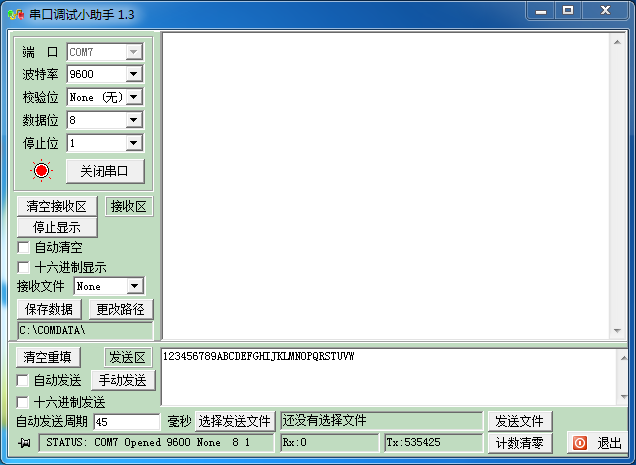 串口调试小助手 1.3
端 口 COM7
波特率 9600
校验位 None (无)
数据位 8
停止位 1
关闭串口
清空接收区 接收区
停止显示
自动清空
十六进制显示
接收文件 None
保存数据 更改路径
C:\COMDATA\
清空重填 发送区
123456789ABCDEFGHIJKLMNOPQRSTUVW
自动发送 手动发送
十六进制发送
自动发送周期 45 毫秒 选择发送文件 还没有选择文件 发送文件
STATUS: COM7 Opened 9600 None 8 1 Rx:0 Tx:535425 计数清零 退出